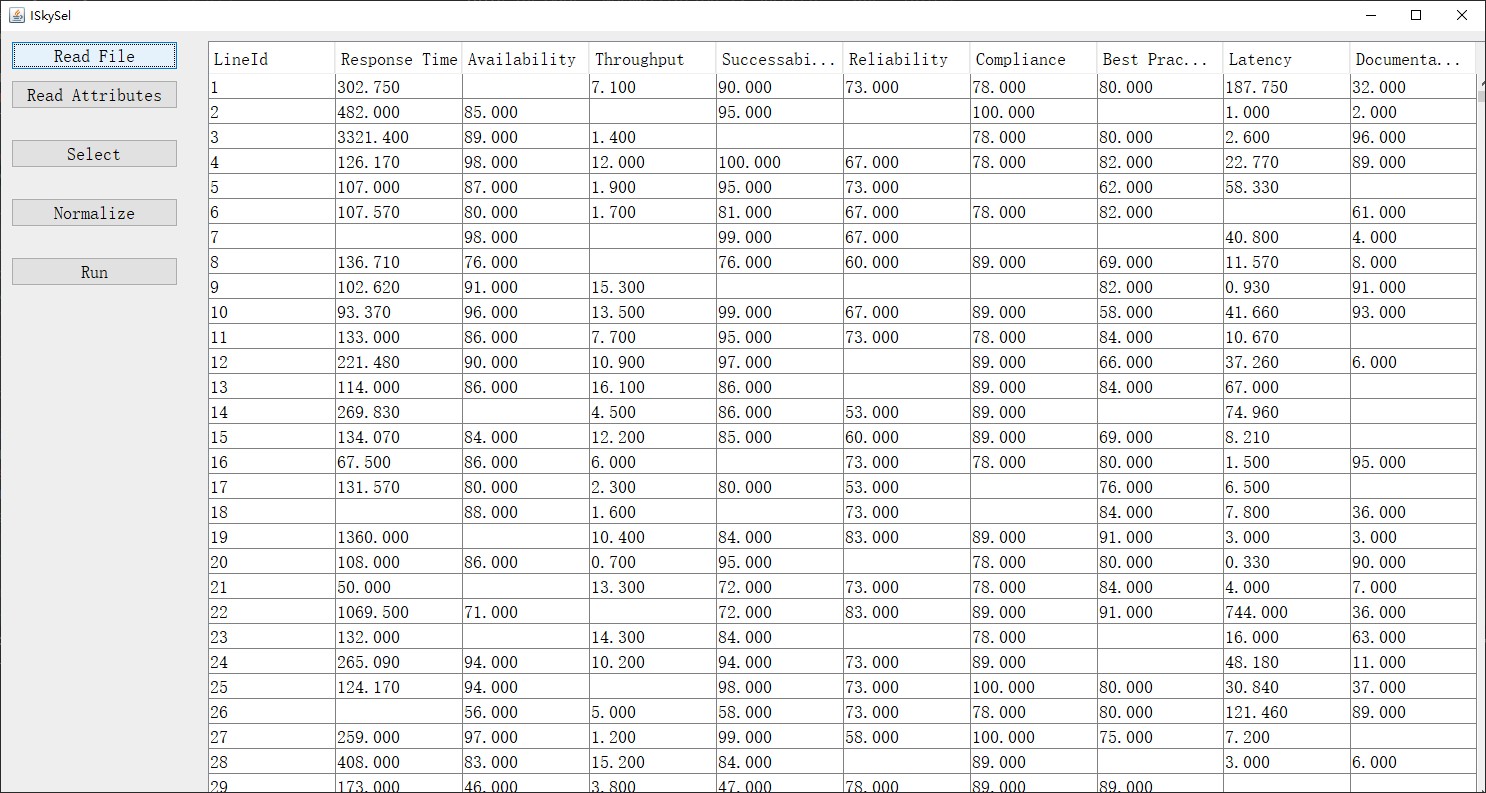 ISkySel
Read File
Read Attributes
Select
Normalize
Run
LineId Response Time Availability Throughput Successabi... Reliability Compliance Best Prac... Latency Documenta...
1 302.750 7.100 90.000 73.000 78.000 80.000 187.750 32.000
2 482.000 85.000 95.000 100.000 1.000 2.000
3 3321.400 89.000 1.400 78.000 80.000 2.600 96.000
4 126.170 98.000 12.000 100.000 67.000 78.000 82.000 22.770 89.000
5 107.000 87.000 1.900 95.000 73.000 62.000 58.330
6 107.570 80.000 1.700 81.000 67.000 78.000 82.000 61.000
7 98.000 99.000 67.000 40.800 4.000
8 136.710 76.000 76.000 60.000 89.000 69.000 11.570 8.000
9 102.620 91.000 15.300 82.000 0.930 91.000
10 93.370 96.000 13.500 99.000 67.000 89.000 58.000 41.660 93.000
11 133.000 86.000 7.700 95.000 73.000 78.000 84.000 10.670
12 221.480 90.000 10.900 97.000 89.000 66.000 37.260 6.000
13 114.000 86.000 16.100 86.000 89.000 84.000 67.000
14 269.830 4.500 86.000 53.000 89.000 74.960
15 134.070 84.000 12.200 85.000 60.000 89.000 69.000 8.210
16 67.500 86.000 6.000 73.000 78.000 80.000 1.500 95.000
17 131.570 80.000 2.300 80.000 53.000 76.000 6.500
18 88.000 1.600 73.000 84.000 7.800 36.000
19 1360.000 10.400 84.000 83.000 89.000 91.000 3.000 3.000
20 108.000 86.000 0.700 95.000 78.000 80.000 0.330 90.000
21 50.000 13.300 72.000 73.000 78.000 84.000 4.000 7.000
22 1069.500 71.000 72.000 83.000 89.000 91.000 744.000 36.000
23 132.000 14.300 84.000 78.000 16.000 63.000
24 265.090 94.000 10.200 94.000 73.000 89.000 48.180 11.000
25 124.170 94.000 98.000 73.000 100.000 80.000 30.840 37.000
26 56.000 5.000 58.000 73.000 78.000 80.000 121.460 89.000
27 259.000 97.000 1.200 99.000 58.000 100.000 75.000 7.200
28 408.000 83.000 15.200 84.000 89.000 3.000 6.000
29 173.000 46.000 3.800 47.000 78.000 89.000 89.000